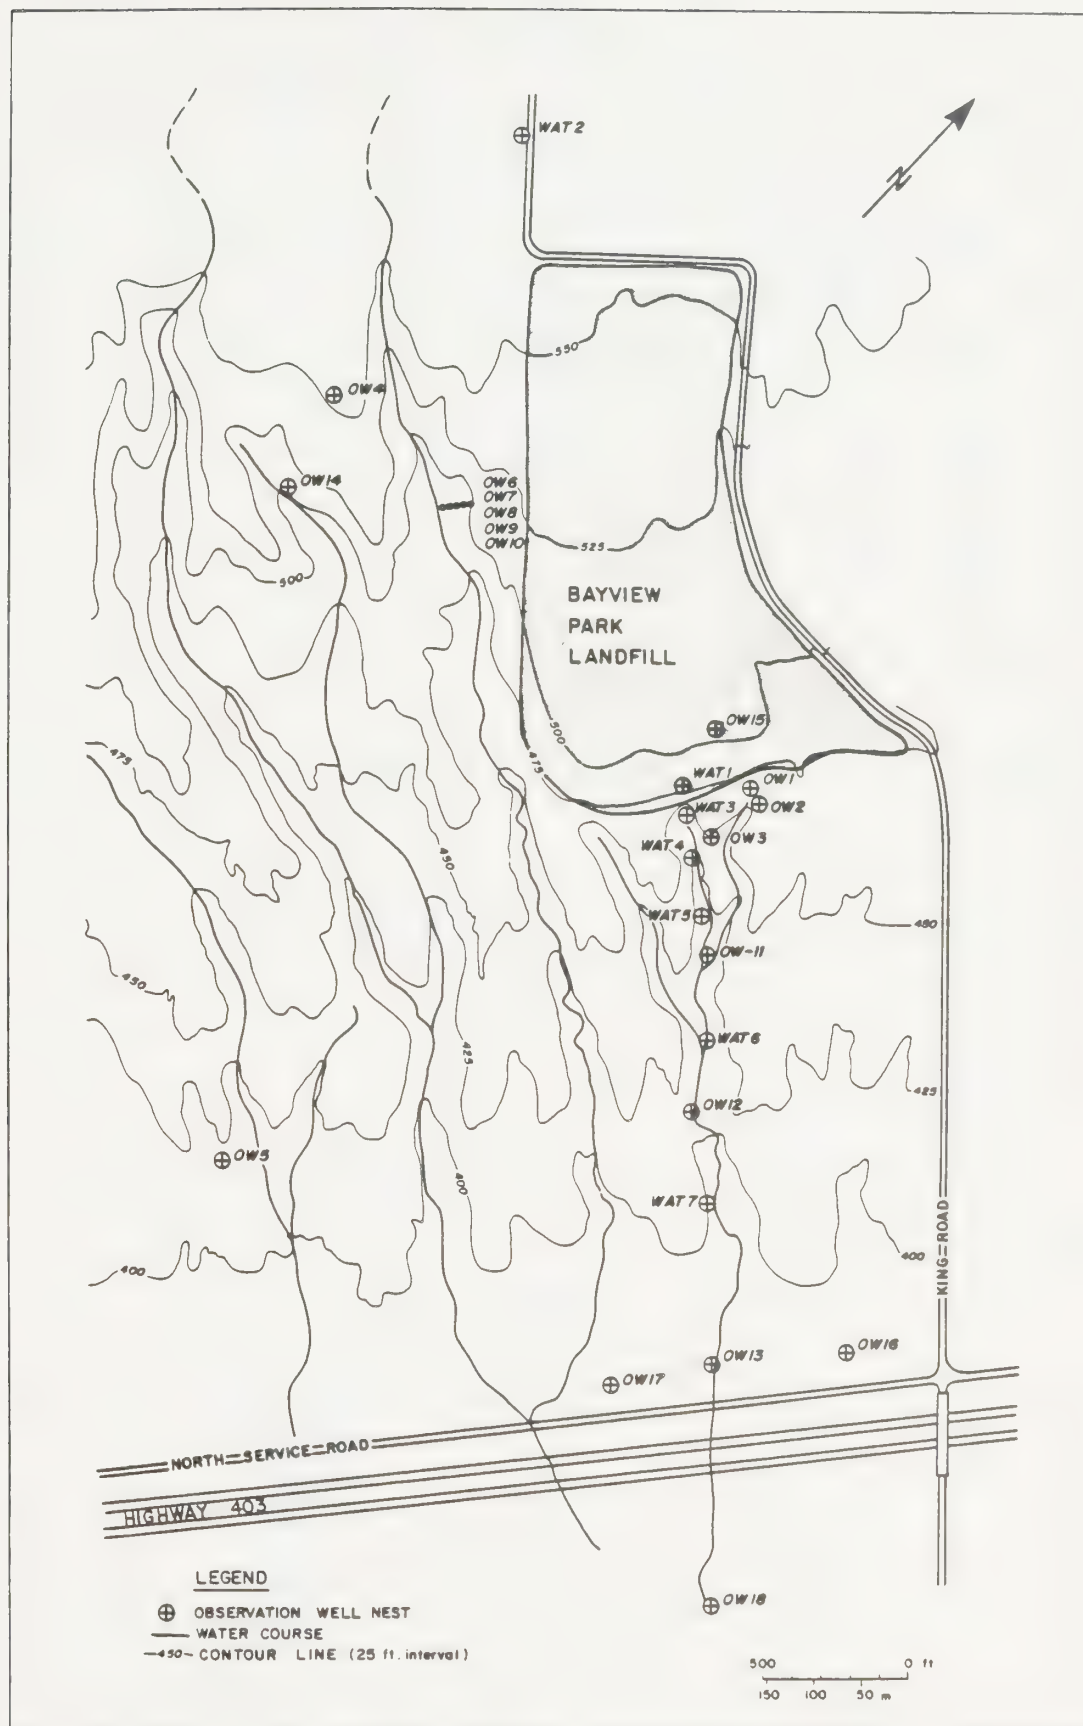 WAT 2
N
550
OW4
OW14
OW6
OW7
OW8
OW9
OW10
525
500
BAYVIEW
PARK
LANDFILL
OW15
500
475
475
WAT 1
OW1
OW2
WAT 3
OW3
WAT 4
450
WAT 5
450
OW-11
450
WAT 6
425
425
OW12
OW5
400
WAT 7
400
400
KING ROAD
OW16
OW13
OW17
NORTH SERVICE ROAD
HIGHWAY 403
LEGEND
OBSERVATION WELL NEST
WATER COURSE
450 CONTOUR LINE (25 ft. interval)
OW18
500 0 ft
150 100 50 m